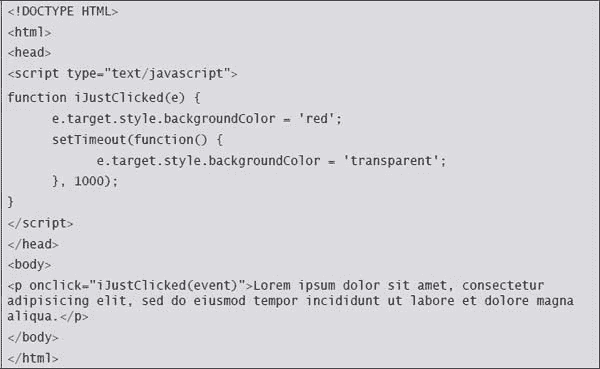 <!DOCTYPE HTML>
<html>
<head>
<script type="text/javascript">
function iJustClicked(e) {
      e.target.style.backgroundColor = 'red';
      setTimeout(function() {
            e.target.style.backgroundColor = 'transparent';
      }, 1000);
}
</script>
</head>
<body>
<p onclick="iJustClicked(event)">Lorem ipsum dolor sit amet, consectetur
adipisicing elit, sed do eiusmod tempor incididunt ut labore et dolore magna
aliqua.</p>
</body>
</html>